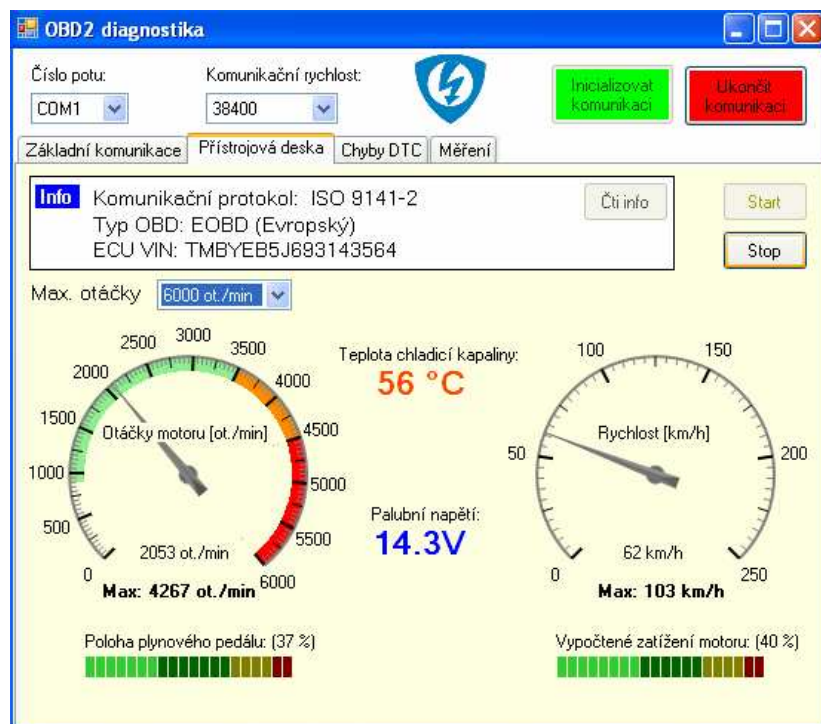 OBD2 diagnostika
Číslo potu:
Komunikační rychlost:
COM1
38400
Inicializovat
komunikaci
Ukončit
komunikaci
Základní komunikace
Přístrojová deska
Chyby DTC
Měření
Info
Komunikační protokol: ISO 9141-2
Typ OBD: EOBD (Evropský)
ECU VIN: TMBYEB5J693143564
Čti info
Start
Stop
Max. otáčky
6000 ot./min
0
500
1000
1500
2000
2500
3000
3500
4000
4500
5000
5500
6000
Otáčky motoru [ot./min]
2053 ot./min
Max: 4267 ot./min
Teplota chladicí kapaliny:
56 °C
Palubní napětí:
14.3V
0
50
100
150
200
250
Rychlost [km/h]
62 km/h
Max: 103 km/h
Poloha plynového pedálu: (37 %)
Vypočtené zatížení motoru: (40 %)